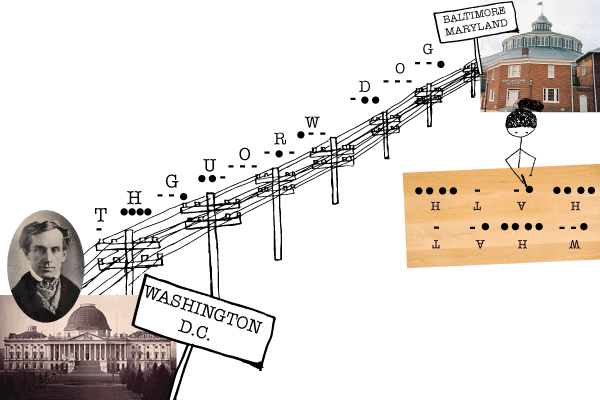 BALTIMORE
MARYLAND
T H G U O R W D O G
H T A H
T A H W
WASHINGTON
D.C.